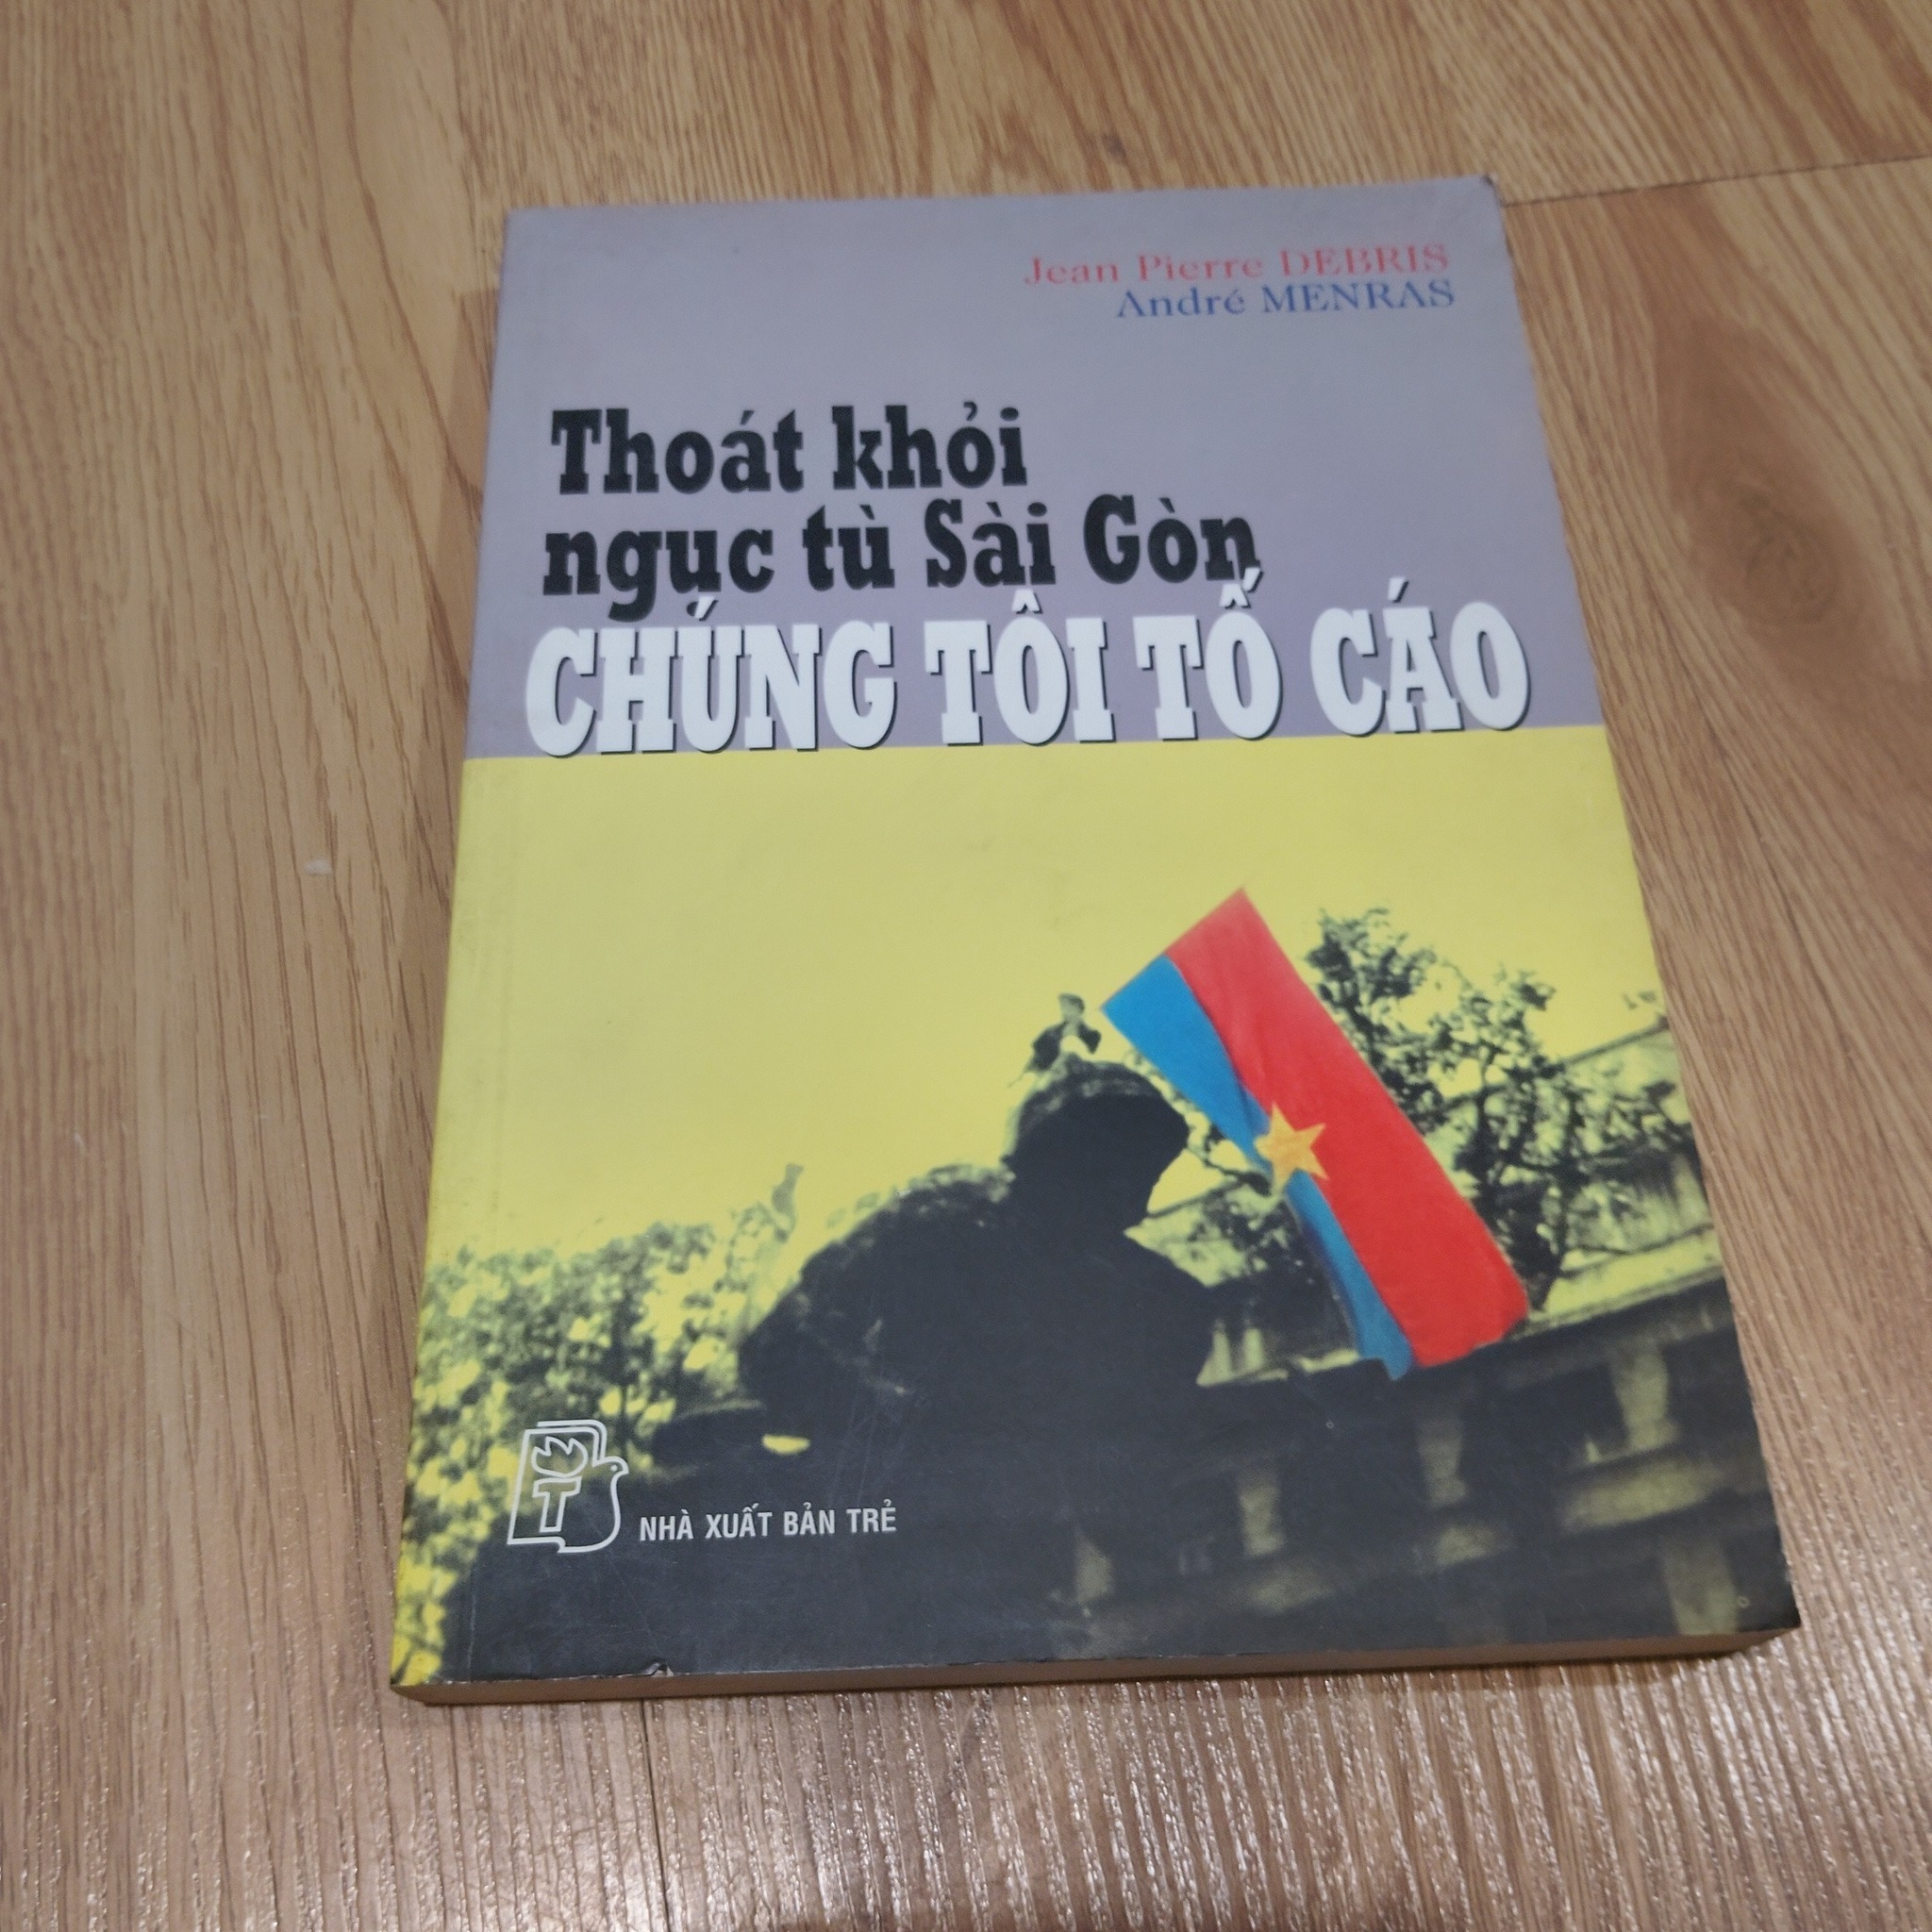 Jean Pierre DEBRIS
André MENRAS
Thoát khỏi
ngục tù Sài Gòn
CHÚNG TÔI TỐ CÁO
T
NHÀ XUẤT BẢN TRẺ